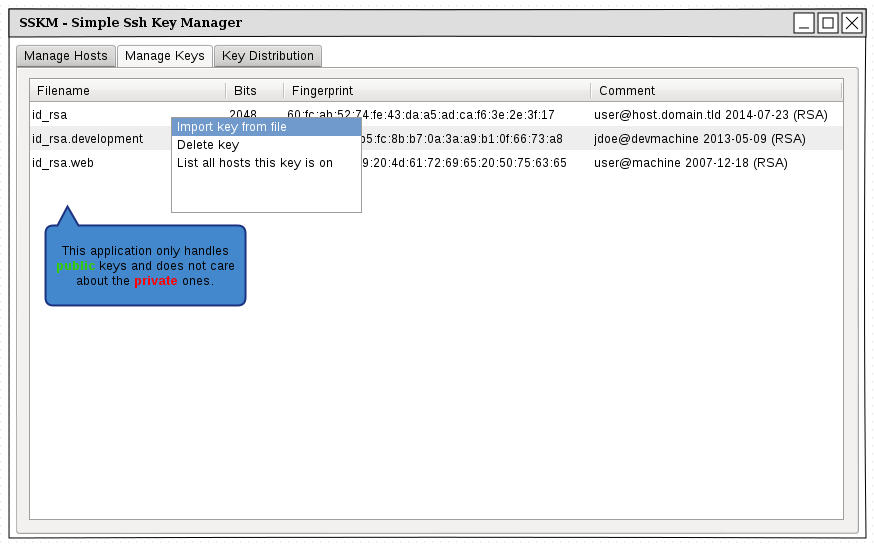 SSKM - Simple Ssh Key Manager
Manage Hosts Manage Keys Key Distribution
Filename Bits Fingerprint Comment
id_rsa 2048 60:fc:ab:52:74:fe:43:da:a5:ad:ca:f6:3e:2e:3f:17 user@host.domain.tld 2014-07-23 (RSA)
Import key from file
id_rsa.development b5:fc:8b:b7:0a:3a:a9:b1:0f:66:73:a8 jdoe@devmachine 2013-05-09 (RSA)
Delete key
id_rsa.web 9:20:4d:61:72:69:65:20:50:75:63:65 user@machine 2007-12-18 (RSA)
List all hosts this key is on
This application only handles
public keys and does not care
about the private ones.